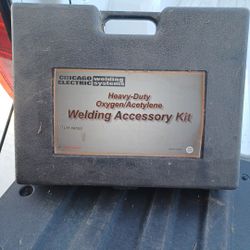 CHICAGO ELECTRIC welding systems
Heavy-Duty
Oxygen/Acetylene
Welding Accessory Kit